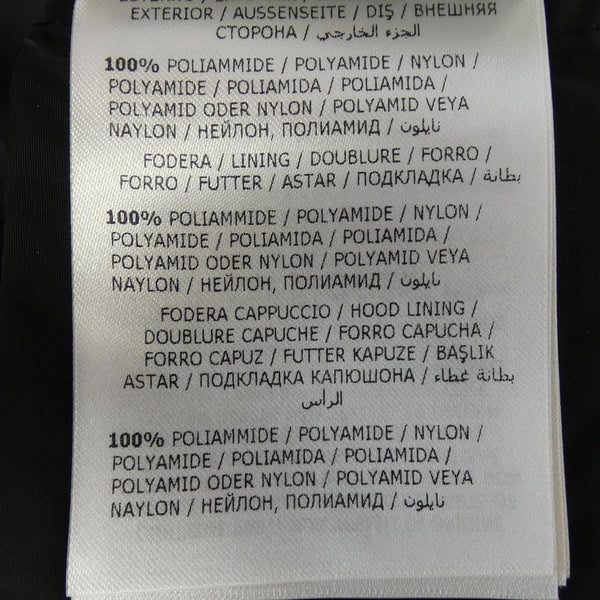 EXTERIOR / AUSSENSEITE / DIŞ / ВНЕШНЯЯ
СТОРОНА / الجزء الخارجي
100% POLIAMMIDE / POLYAMIDE / NYLON /
POLYAMIDE / POLIAMIDA / POLIAMIDA /
POLYAMID ODER NYLON / POLYAMID VEYA
NAYLON / НЕЙЛОН, ПОЛИАМИД / نايلون
FODERA / LINING / DOUBLURE / FORRO /
FORRO / FUTTER / ASTAR / ПОДКЛАДКА / بطانة
100% POLIAMMIDE / POLYAMIDE / NYLON /
POLYAMIDE / POLIAMIDA / POLIAMIDA /
POLYAMID ODER NYLON / POLYAMID VEYA
NAYLON / НЕЙЛОН, ПОЛИАМИД / نايلون
FODERA CAPPUCCIO / HOOD LINING /
DOUBLURE CAPUCHE / FORRO CAPUCHA /
FORRO CAPUZ / FUTTER KAPUZE / BAŞLIK
ASTAR / ПОДКЛАДКА КАПЮШОНА / بطانة غطاء
الرأس
100% POLIAMMIDE / POLYAMIDE / NYLON /
POLYAMIDE / POLIAMIDA / POLIAMIDA /
POLYAMID ODER NYLON / POLYAMID VEYA
NAYLON / НЕЙЛОН, ПОЛИАМИД / نايلون